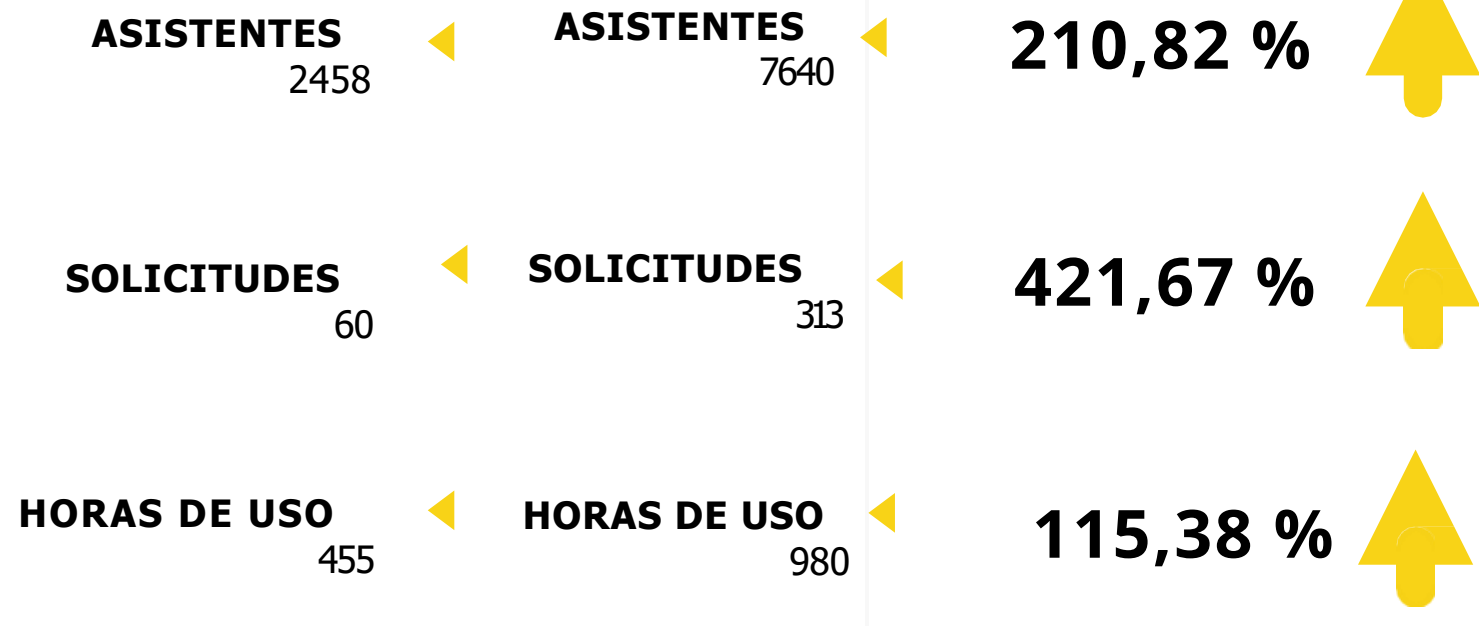 ASISTENTES
2458
ASISTENTES
7640
210,82 %
SOLICITUDES
60
SOLICITUDES
313
421,67 %
HORAS DE USO
455
HORAS DE USO
980
115,38 %